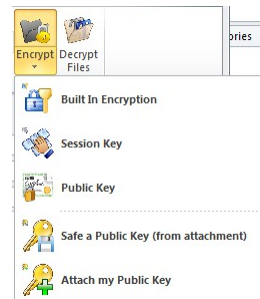 ories
Encrypt Decrypt
Files
Built In Encryption
Session Key
Public Key
Safe a Public Key (from attachment)
Attach my Public Key